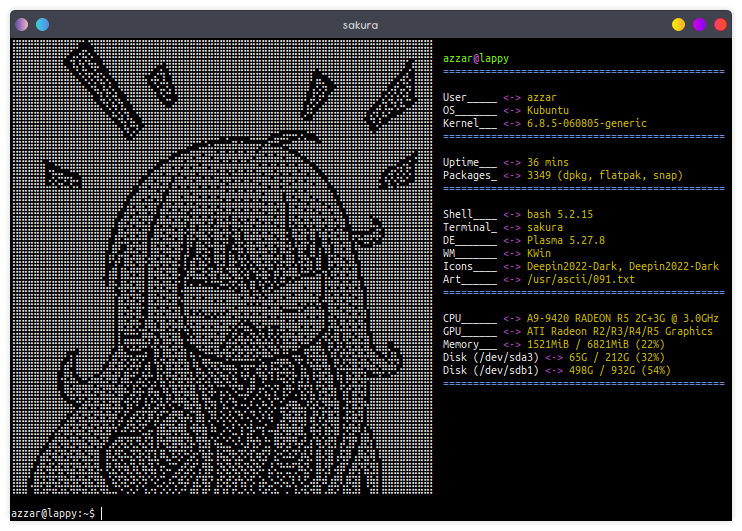 sakura
azzar@lappy
===============================================
User_____ <-> azzar
OS_______ <-> Kubuntu
Kernel___ <-> 6.8.5-060805-generic
===============================================
Uptime___ <-> 36 mins
Packages_ <-> 3349 (dpkg, flatpak, snap)
===============================================
Shell____ <-> bash 5.2.15
Terminal_ <-> sakura
DE_______ <-> Plasma 5.27.8
WM_______ <-> KWin
Icons____ <-> Deepin2022-Dark, Deepin2022-Dark
Art______ <-> /usr/ascii/091.txt
===============================================
CPU______ <-> A9-9420 RADEON R5 2C+3G @ 3.0GHz
GPU______ <-> ATI Radeon R2/R3/R4/R5 Graphics
Memory___ <-> 1521MiB / 6821MiB (22%)
Disk (/dev/sda3) <-> 65G / 212G (32%)
Disk (/dev/sdb1) <-> 498G / 932G (54%)
===============================================
azzar@lappy:~$